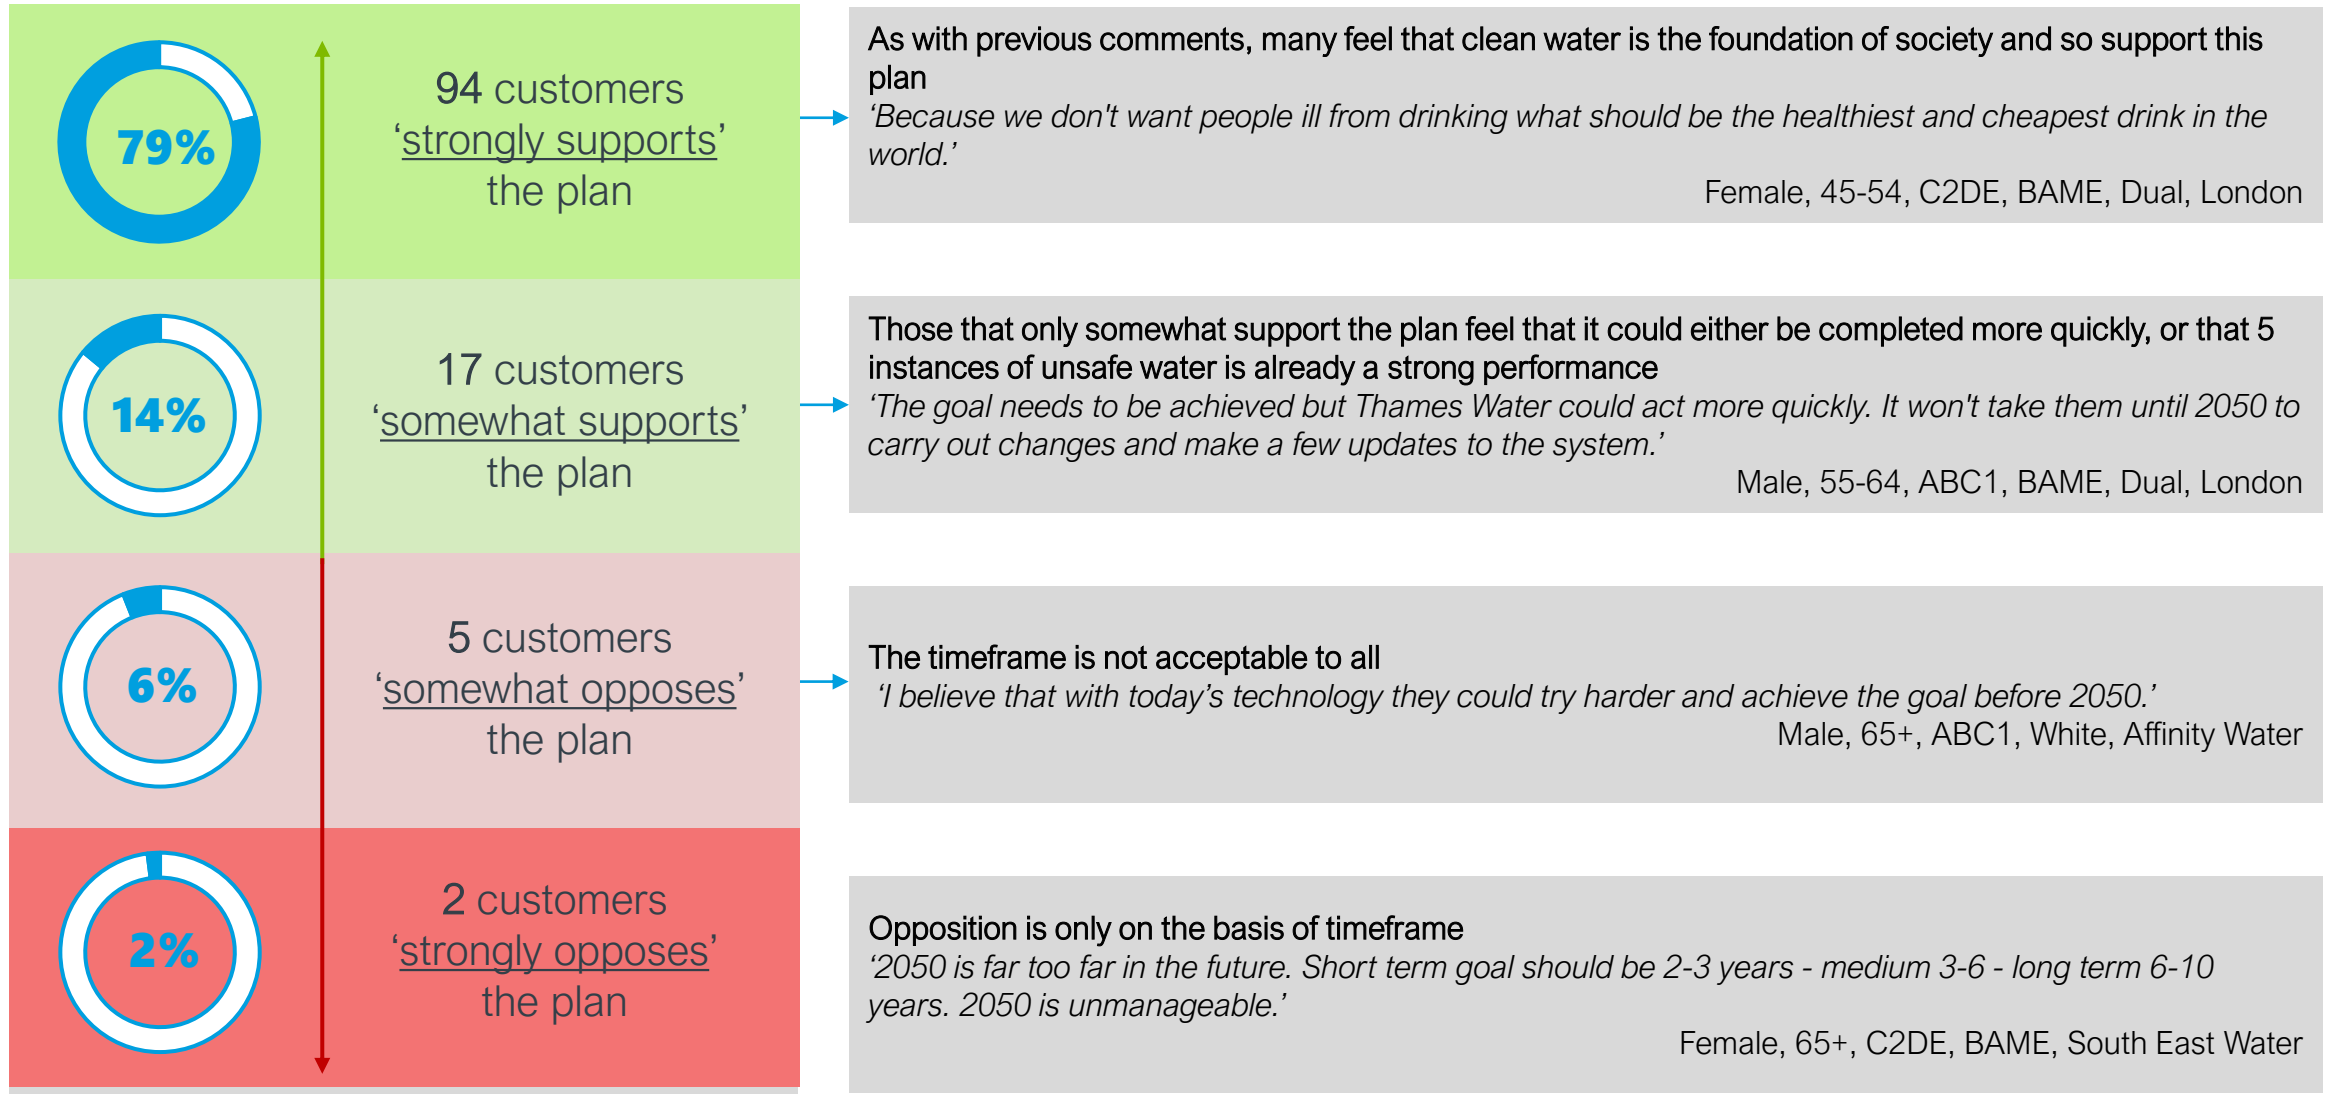 79%
94 customers
‘strongly supports’
the plan
As with previous comments, many feel that clean water is the foundation of society and so support this
plan
‘Because we don't want people ill from drinking what should be the healthiest and cheapest drink in the
world.’
Female, 45-54, C2DE, BAME, Dual, London
14%
17 customers
‘somewhat supports’
the plan
Those that only somewhat support the plan feel that it could either be completed more quickly, or that 5
instances of unsafe water is already a strong performance
‘The goal needs to be achieved but Thames Water could act more quickly. It won't take them until 2050 to
carry out changes and make a few updates to the system.’
Male, 55-64, ABC1, BAME, Dual, London
6%
5 customers
‘somewhat opposes’
the plan
The timeframe is not acceptable to all
‘I believe that with today’s technology they could try harder and achieve the goal before 2050.’
Male, 65+, ABC1, White, Affinity Water
2%
2 customers
‘strongly opposes’
the plan
Opposition is only on the basis of timeframe
‘2050 is far too far in the future. Short term goal should be 2-3 years - medium 3-6 - long term 6-10
years. 2050 is unmanageable.’
Female, 65+, C2DE, BAME, South East Water